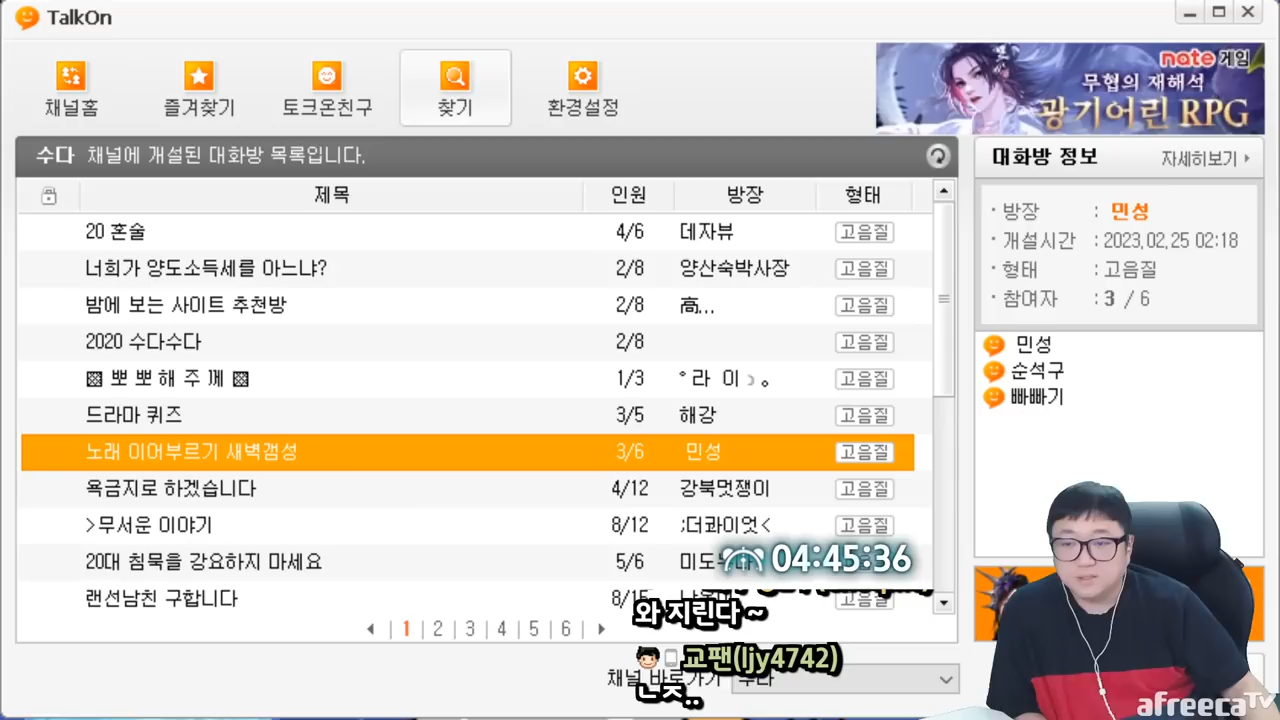 TalkOn
채널홈 즐겨찾기 토크온친구 찾기 환경설정
nate 게임
무협의 재해석
광기어린 RPG
수다 채널에 개설된 대화방 목록입니다.
제목 인원 방장 형태
20 혼술 4/6 데자뷰 고음질
너희가 양도소득세를 아느냐? 2/8 양산숙박사장 고음질
밤에 보는 사이트 추천방 2/8 高... 고음질
2020 수다수다 2/8 고음질
▩ 뽀 뽀 해 주 께 ▩ 1/3 °라 이☽。 고음질
드라마 퀴즈 3/5 해강 고음질
노래 이어부르기 새벽갬성 3/6 민성 고음질
욕금지로 하겠습니다 4/12 강북멋쟁이 고음질
>무서운 이야기 8/12 ;더콰이엇< 고음질
20대 침묵을 강요하지 마세요 5/6 미도
랜선남친 구합니다 고음질
1 | 2 | 3 | 4 | 5 | 6
채널 바로가기 수다
대화방 정보 자세히보기
· 방장 : 민성
· 개설시간 : 2023.02.25 02:18
· 형태 : 고음질
· 참여자 : 3 / 6
민성
순석구
빠빠기
04:45:36
와 지린다 ~
교팬(ljy4742)
ㄴㅈ..
afreecaTV